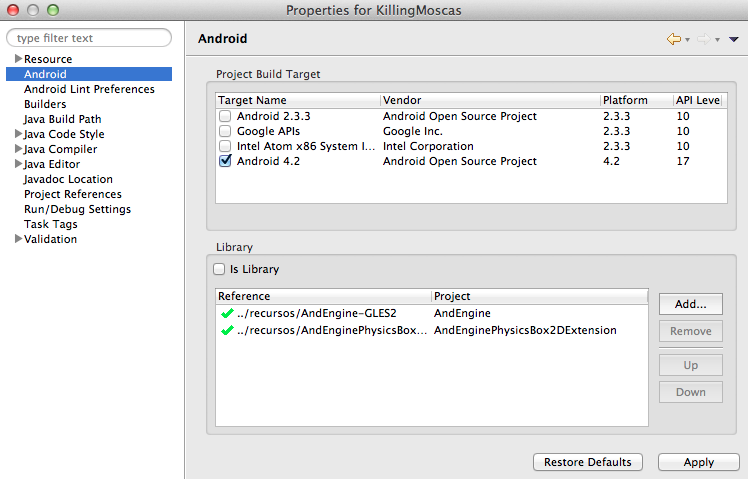 Properties for KillingMoscas
type filter text
Resource
Android
Android Lint Preferences
Builders
Java Build Path
Java Code Style
Java Compiler
Java Editor
Javadoc Location
Project References
Run/Debug Settings
Task Tags
Validation
Android
Project Build Target
Target Name Vendor Platform API Leve
Android 2.3.3 Android Open Source Project 2.3.3 10
Google APIs Google Inc. 2.3.3 10
Intel Atom x86 System I... Intel Corporation 2.3.3 10
Android 4.2 Android Open Source Project 4.2 17
Library
Is Library
Reference Project
../recursos/AndEngine-GLES2 AndEngine
../recursos/AndEnginePhysicsBox... AndEnginePhysicsBox2DExtension
Add...
Remove
Up
Down
Restore Defaults Apply